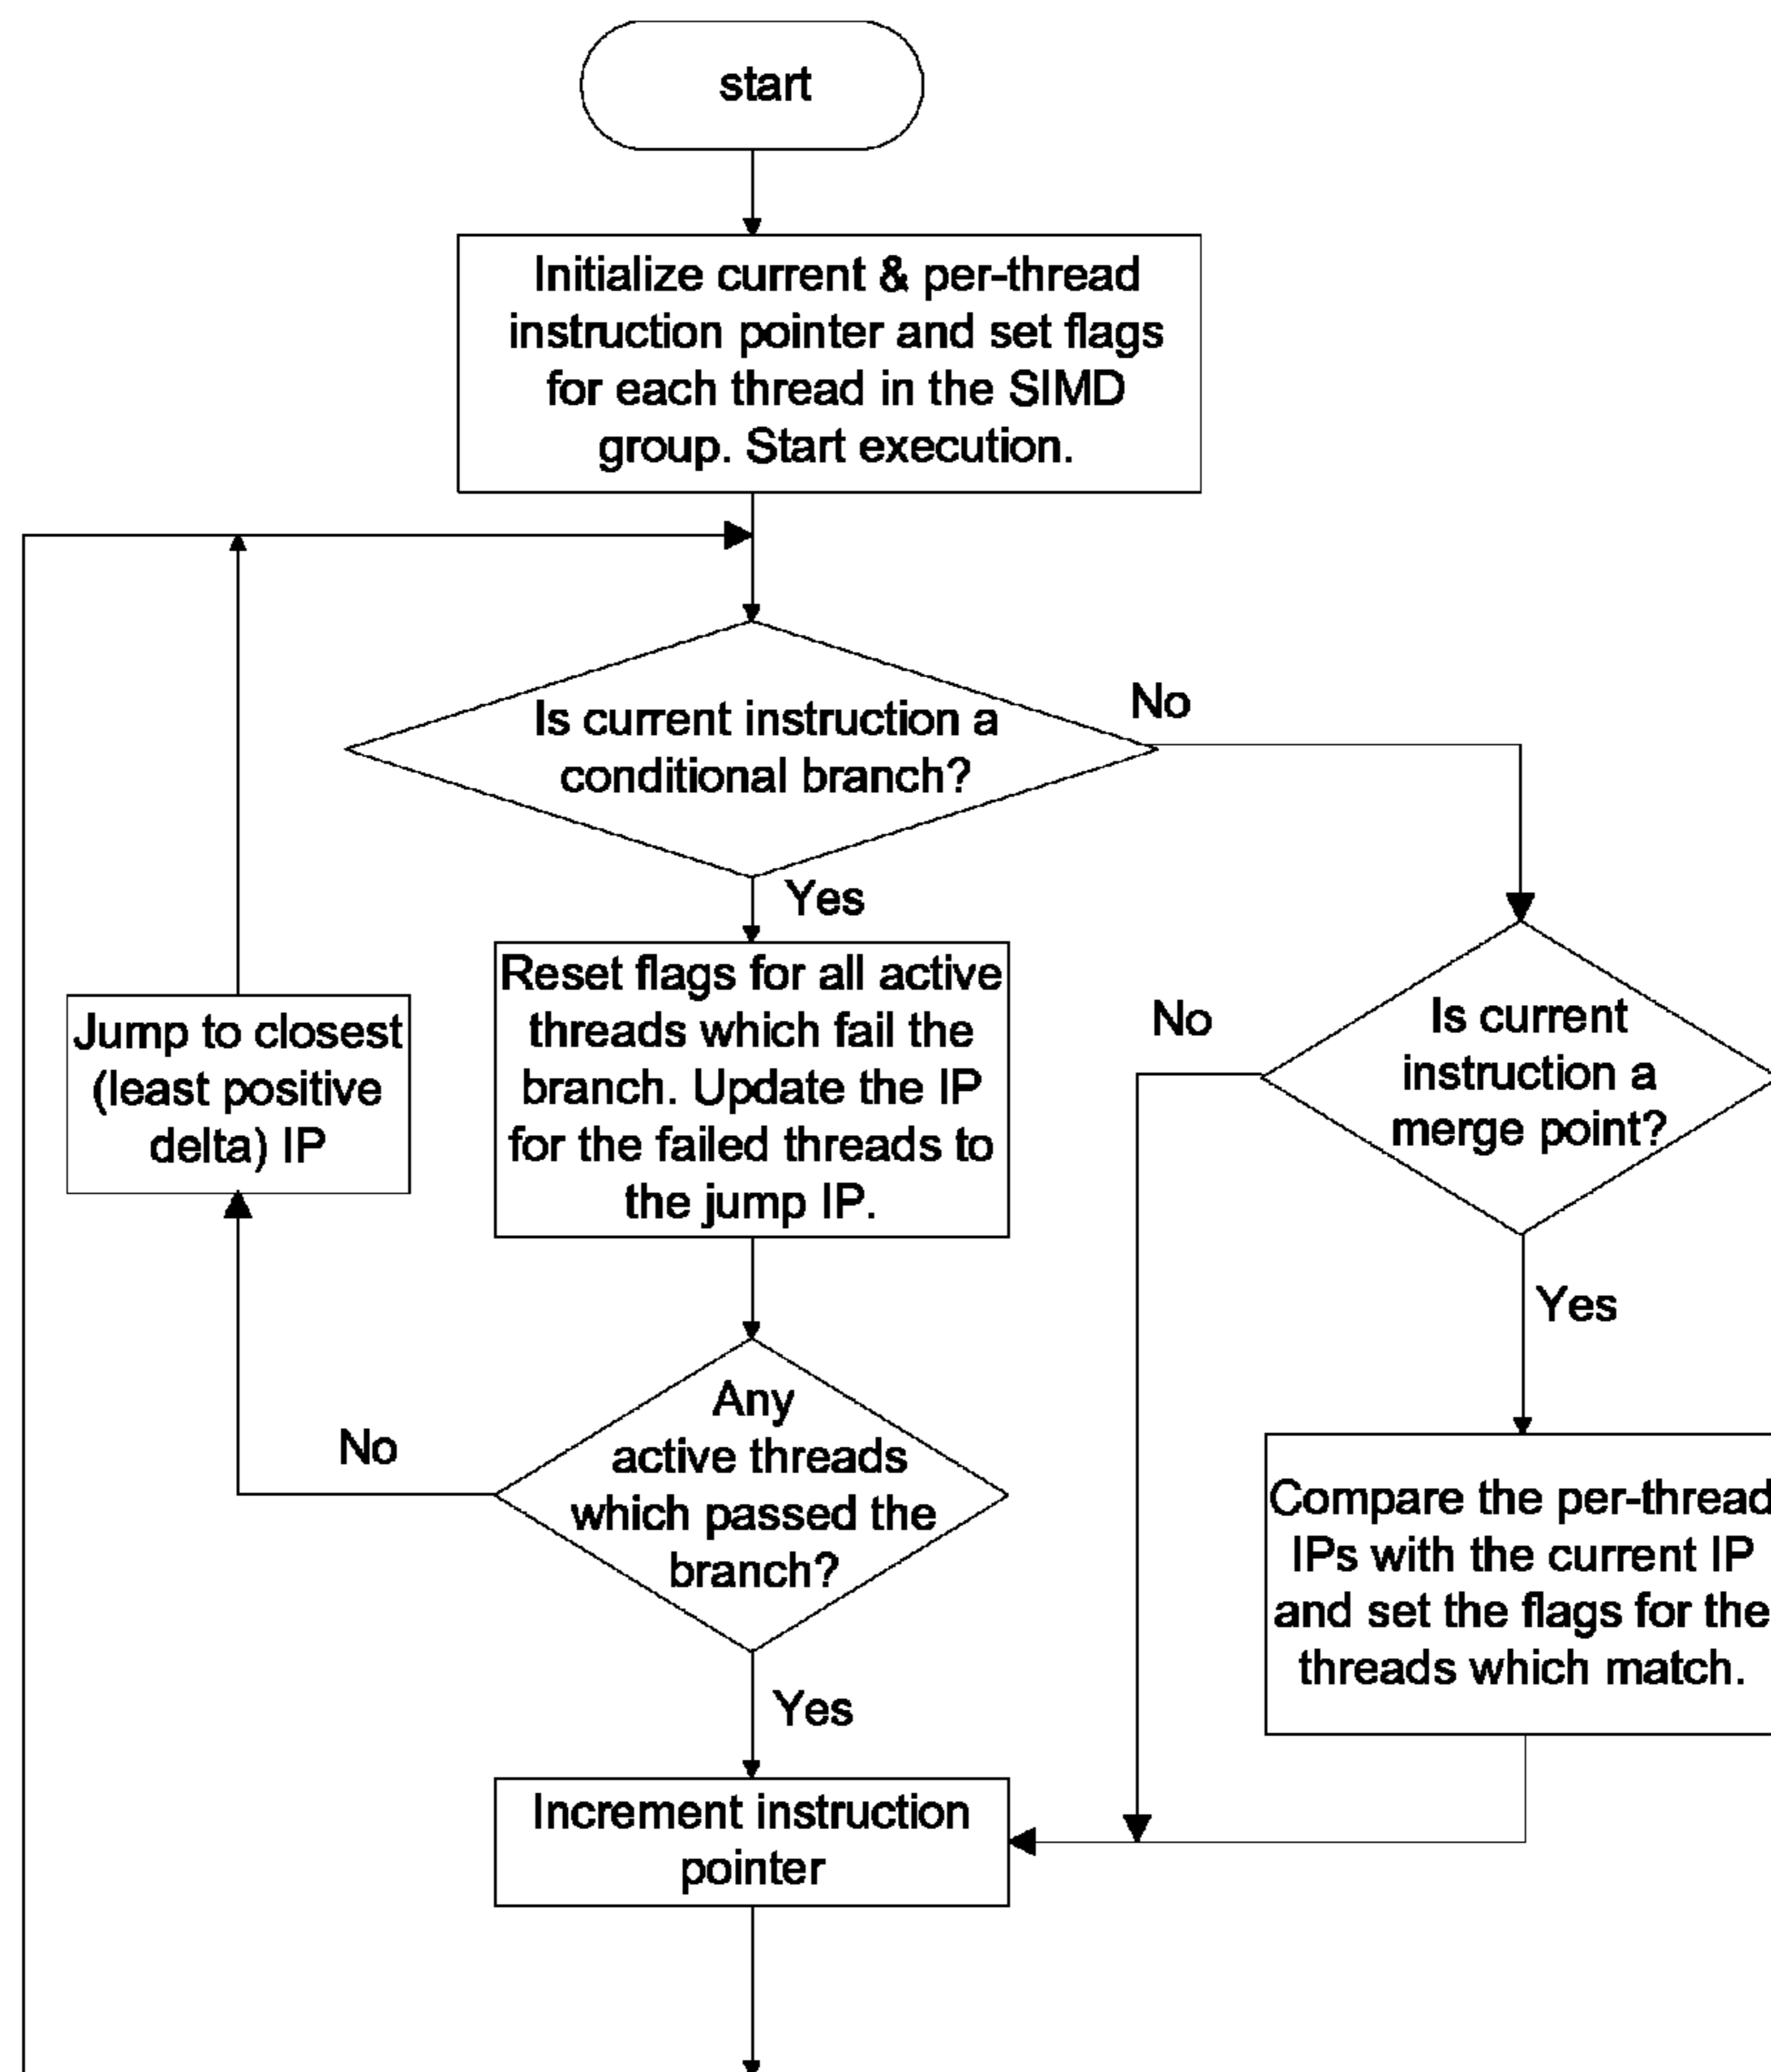 start
Initialize current & per-thread
instruction pointer and set flags
for each thread in the SIMD
group. Start execution.
Is current instruction a
conditional branch?
No
Yes
Reset flags for all active
threads which fail the
branch. Update the IP
for the failed threads to
the jump IP.
Jump to closest
(least positive
delta) IP
No
Is current
instruction a
merge point?
Yes
Any
active threads
which passed the
branch?
No
Compare the per-thread
IPs with the current IP
and set the flags for the
threads which match.
Yes
Increment instruction
pointer